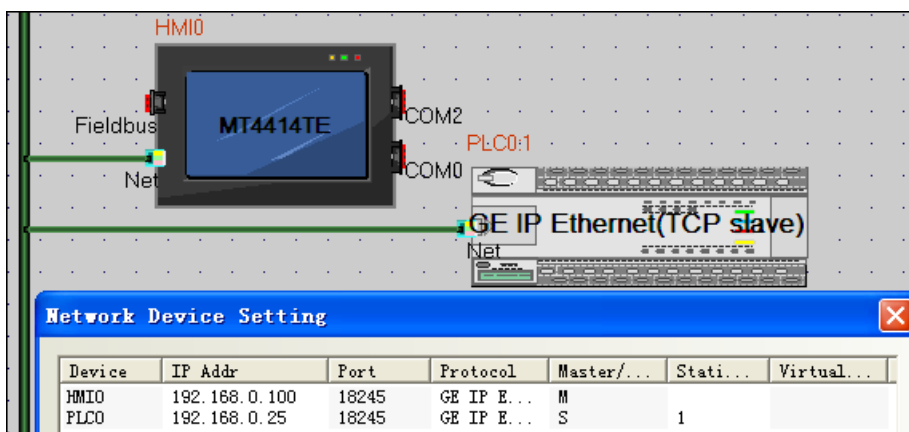 HMI0
Fieldbus
MT4414TE
COM2
Net
COM0
PLC0:1
GE IP Ethernet(TCP slave)
Net
Network Device Setting
Device IP Addr Port Protocol Master/... Stati... Virtual...
HMI0 192.168.0.100 18245 GE IP E... M
PLC0 192.168.0.25 18245 GE IP E... S 1